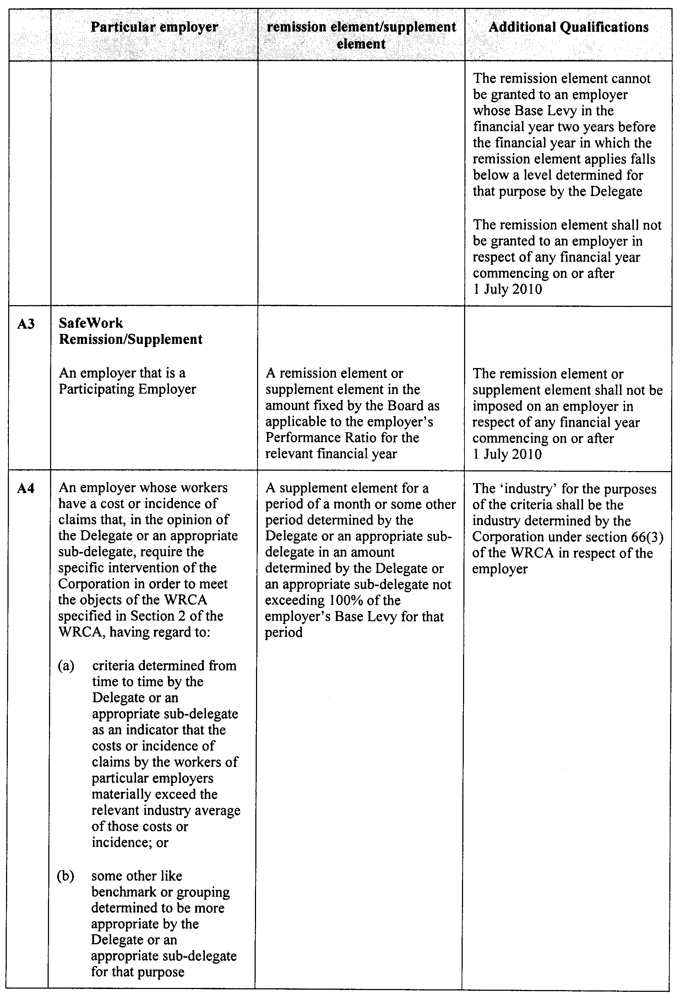 Particular employer
remission element/supplement
element
Additional Qualifications
The remission element cannot
be granted to an employer
whose Base Levy in the
financial year two years before
the financial year in which the
remission element applies falls
below a level determined for
that purpose by the Delegate
The remission element shall not
be granted to an employer in
respect of any financial year
commencing on or after
1 July 2010
A3
SafeWork
Remission/Supplement
An employer that is a
Participating Employer
A remission element or
supplement element in the
amount fixed by the Board as
applicable to the employer's
Performance Ratio for the
relevant financial year
The remission element or
supplement element shall not be
imposed on an employer in
respect of any financial year
commencing on or after
1 July 2010
A4
An employer whose workers
have a cost or incidence of
claims that, in the opinion of
the Delegate or an appropriate
sub-delegate, require the
specific intervention of the
Corporation in order to meet
the objects of the WRCA
specified in Section 2 of the
WRCA, having regard to:
(a) criteria determined from
time to time by the
Delegate or an
appropriate sub-delegate
as an indicator that the
costs or incidence of
claims by the workers of
particular employers
materially exceed the
relevant industry average
of those costs or
incidence; or
(b) some other like
benchmark or grouping
determined to be more
appropriate by the
Delegate or an
appropriate sub-delegate
for that purpose
A supplement element for a
period of a month or some other
period determined by the
Delegate or an appropriate sub-
delegate in an amount
determined by the Delegate or
an appropriate sub-delegate not
exceeding 100% of the
employer's Base Levy for that
period
The 'industry' for the purposes
of the criteria shall be the
industry determined by the
Corporation under section 66(3)
of the WRCA in respect of the
employer